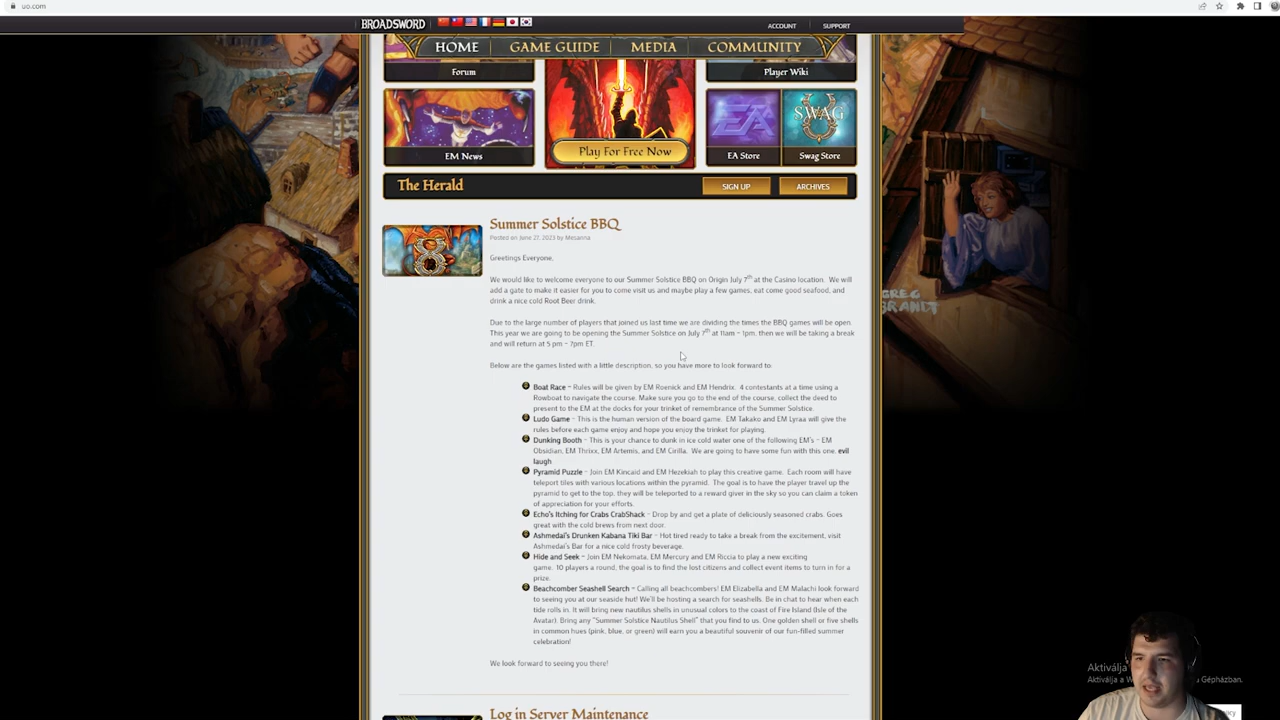 uo.com
BROADSWORD
ACCOUNT
SUPPORT
HOME
GAME GUIDE
MEDIA
COMMUNITY
Forum
Player Wiki
EM News
Play For Free Now
EA
SWAG
EA Store
Swag Store
The Herald
SIGN UP
ARCHIVES
Summer Solstice BBQ
Posted on June 27, 2023 by Mesanna
Greetings Everyone,
We would like to welcome everyone to our Summer Solstice BBQ on Origin July 7th at the Casino location. We will
add a gate to make it easier for you to come visit us and maybe play a few games, eat come good seafood, and
drink a nice cold Root Beer drink.
Due to the large number of players that joined us last time we are dividing the times the BBQ games will be open.
This year we are going to be opening the Summer Solstice on July 7th at 11am – 1pm, then we will be taking a break
and will return at 5 pm – 7pm ET.
Below are the games listed with a little description, so you have more to look forward to:
Boat Race – Rules will be given by EM Roenick and EM Hendrix. 4 contestants at a time using a
Rowboat to navigate the course. Make sure you go to the end of the course, collect the deed to
present to the EM at the docks for your trinket of remembrance of the Summer Solstice.
Ludo Game – This is the human version of the board game. EM Takako and EM Lyraa will give the
rules before each game enjoy and hope you enjoy the trinket for playing.
Dunking Booth – This is your chance to dunk in ice cold water one of the following EM's – EM
Obsidian, EM Thrixx, EM Artemis, and EM Cirilla. We are going to have some fun with this one, evil
laugh
Pyramid Puzzle – Join EM Kincaid and EM Hezekiah to play this creative game. Each room will have
teleport tiles with various locations within the pyramid. The goal is to have the player travel up the
pyramid to get to the top, they will be teleported to a reward giver in the sky so you can claim a token
of appreciation for your efforts.
Echo's Itching for Crabs CrabShack – Drop by and get a plate of deliciously seasoned crabs. Goes
great with the cold brews from next door.
Ashmedai's Drunken Kabana Tiki Bar – Hot tired ready to take a break from the excitement, visit
Ashmedai's Bar for a nice cold frosty beverage.
Hide and Seek – Join EM Nekomata, EM Mercury and EM Riccia to play a new exciting
game. 10 players a round, the goal is to find the lost citizens and collect event items to turn in for a
prize.
Beachcomber Seashell Search – Calling all beachcombers! EM Elizabella and EM Malachi look forward
to seeing you at our seaside hut! We'll be hosting a search for seashells. Be in chat to hear when each
tide rolls in. It will bring new nautilus shells in unusual colors to the coast of Fire Island (Isle of the
Avatar). Bring any "Summer Solstice Nautilus Shell" that you find to us. One golden shell or five shells
in common hues (pink, blue, or green) will earn you a beautiful souvenir of our fun-filled summer
celebration!
We look forward to seeing you there!
Log in Server Maintenance
GREG
BRANDT
Aktiválja
Aktiválja a W
Gépházban.